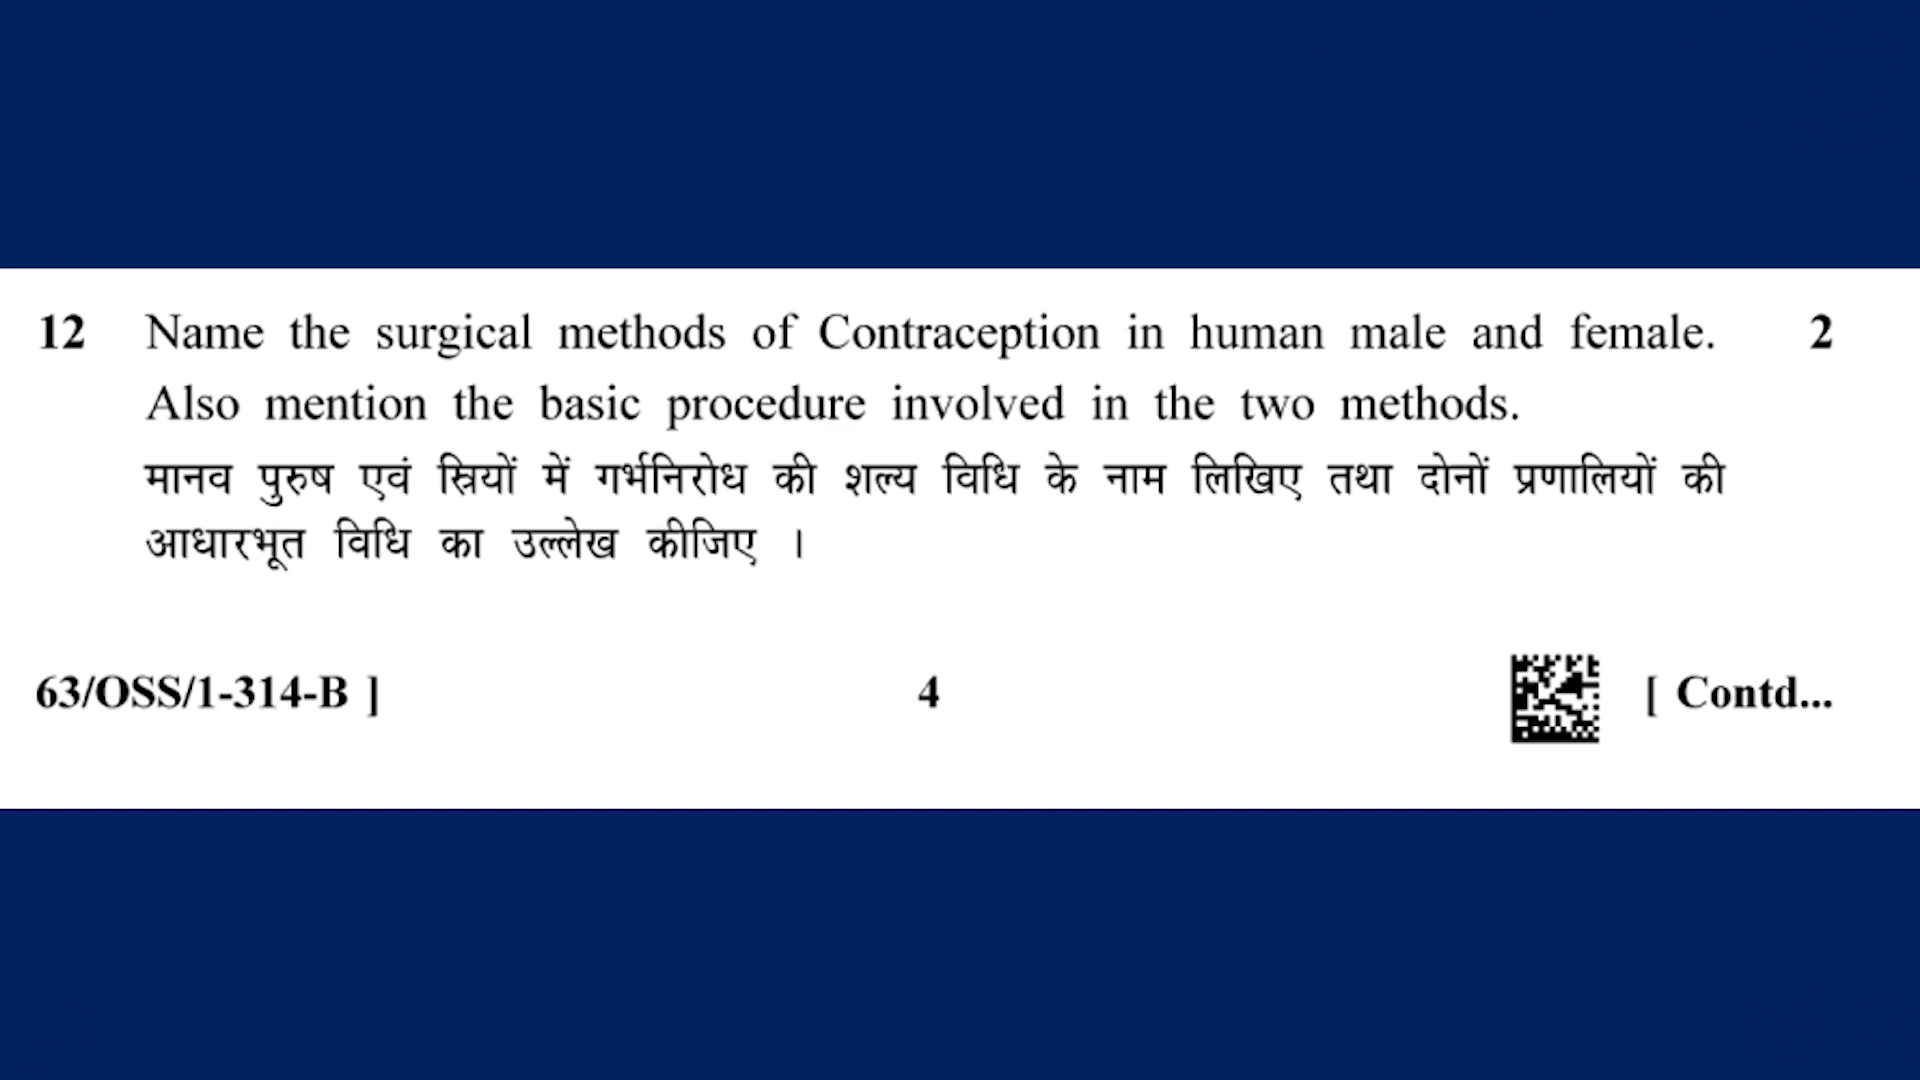 12 Name the surgical methods of Contraception in human male and female. 2
Also mention the basic procedure involved in the two methods.
मानव पुरुष एवं स्त्रियों में गर्भनिरोध की शल्य विधि के नाम लिखिए तथा दोनों प्रणालियों की
आधारभूत विधि का उल्लेख कीजिए ।
63/OSS/1-314-B ] 4 [ Contd...